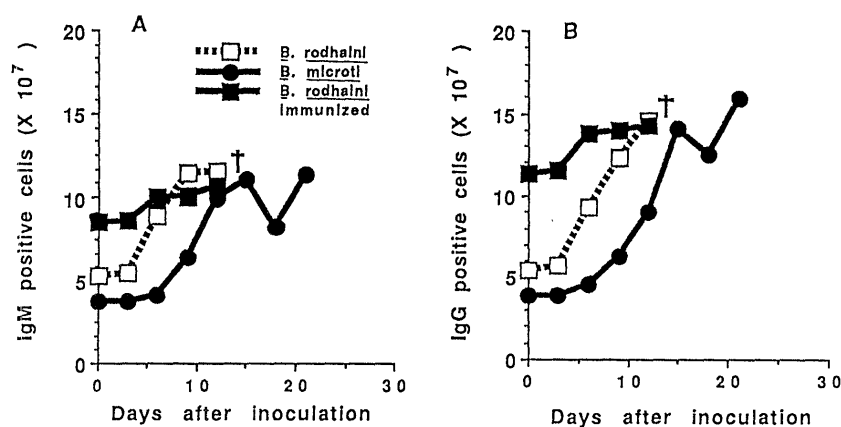 A
B. rodhaini
B. microti
B. rodhaini
immunized
†
IgM positive cells (X 10^7)
20
15
10
5
0
0 10 20 30
Days after inoculation
B
†
IgG positive cells (X 10^7)
20
15
10
5
0
0 10 20 30
Days after inoculation